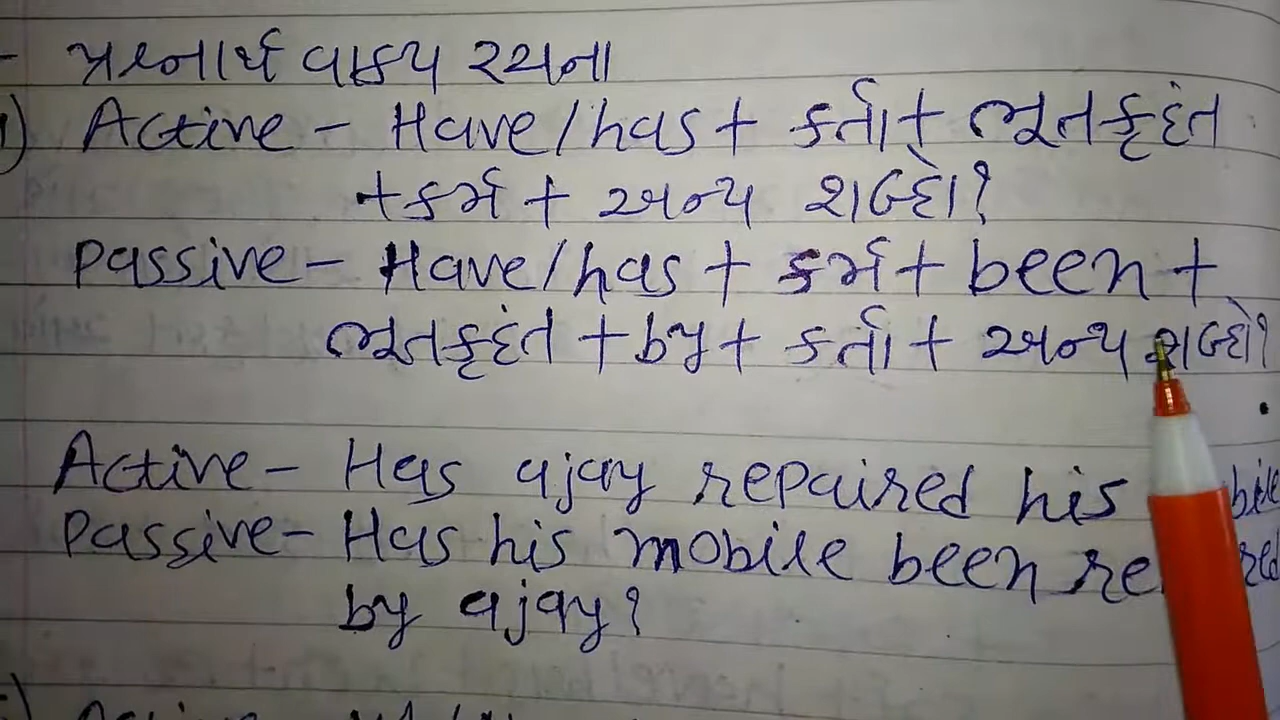 - પ્રશ્નાર્થ વાક્ય રચના
1) Active - Have/has + કર્તા + ભૂતકૃદંત
+ કર્મ + અન્ય શબ્દો?
Passive - Have/has + કર્મ + been +
ભૂતકૃદંત + by + કર્તા + અન્ય શબ્દો?
Active - Has ajay repaired his
Passive - Has his mobile been
by ajay?